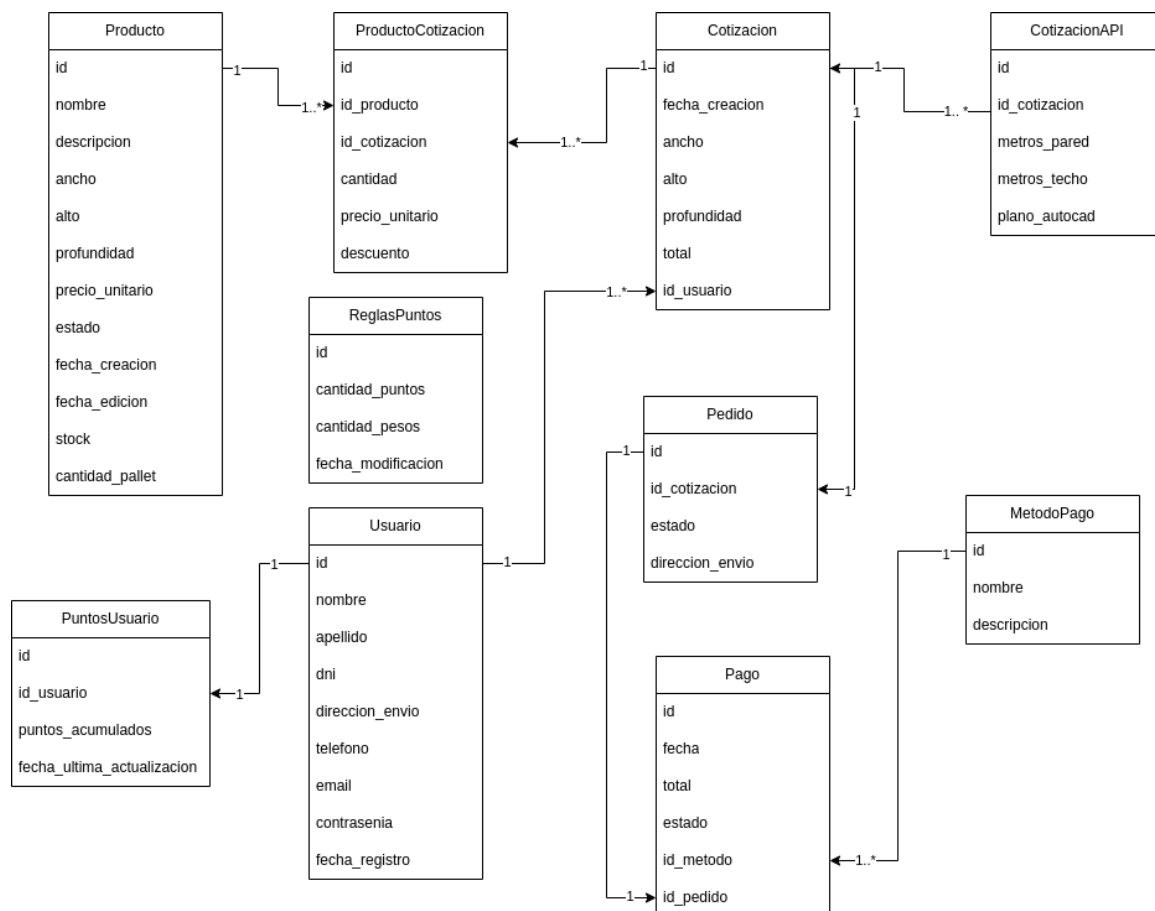 Producto
id
nombre
descripcion
ancho
alto
profundidad
precio_unitario
estado
fecha_creacion
fecha_edicion
stock
cantidad_pallet
1
1..*
ProductoCotizacion
id
id_producto
id_cotizacion
cantidad
precio_unitario
descuento
1
1..*
Cotizacion
id
fecha_creacion
ancho
alto
profundidad
total
id_usuario
1..*
1
1
1.. *
CotizacionAPI
id
id_cotizacion
metros_pared
metros_techo
plano_autocad
ReglasPuntos
id
cantidad_puntos
cantidad_pesos
fecha_modificacion
Pedido
id
id_cotizacion
estado
direccion_envio
1
1
MetodoPago
id
nombre
descripcion
1
1..*
Usuario
id
nombre
apellido
dni
direccion_envio
telefono
email
contrasenia
fecha_registro
1
1
1
PuntosUsuario
id
id_usuario
puntos_acumulados
fecha_ultima_actualizacion
Pago
id
fecha
total
estado
id_metodo
id_pedido
1